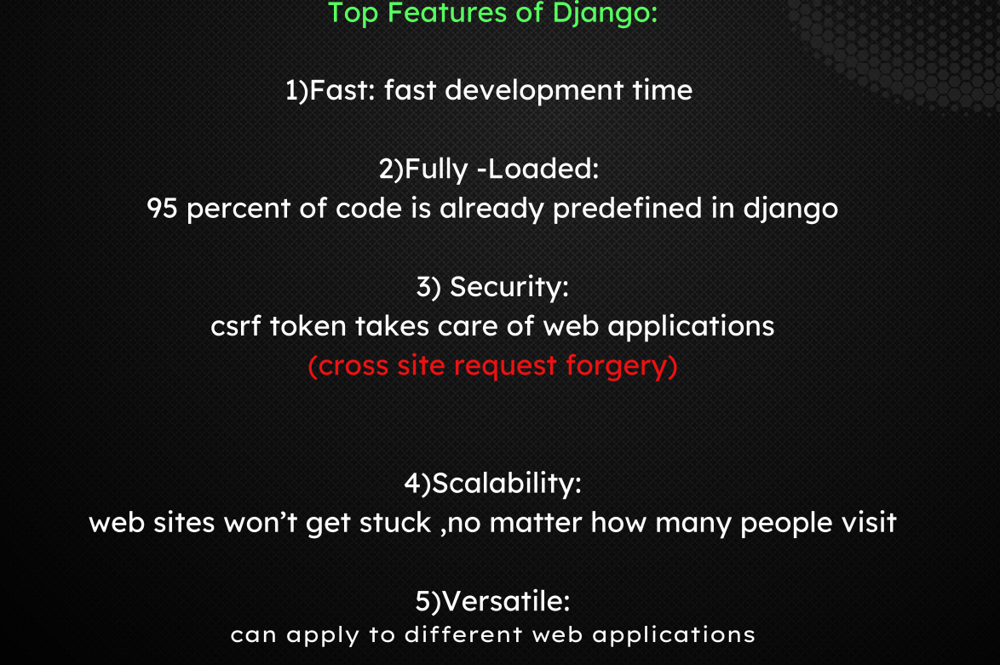 Top Features of Django:
1)Fast: fast development time
2)Fully -Loaded:
95 percent of code is already predefined in django
3) Security:
csrf token takes care of web applications
(cross site request forgery)
4)Scalability:
web sites won’t get stuck ,no matter how many people visit
5)Versatile:
can apply to different web applications